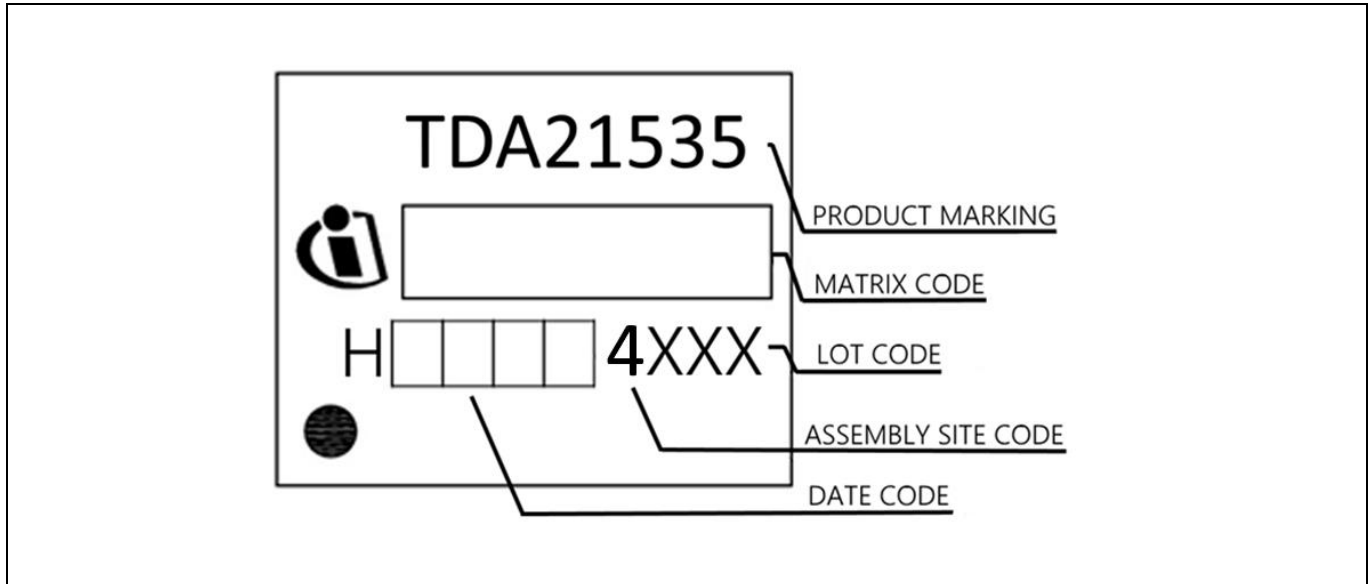 TDA21535
PRODUCT MARKING
MATRIX CODE
H 4XXX
LOT CODE
ASSEMBLY SITE CODE
DATE CODE